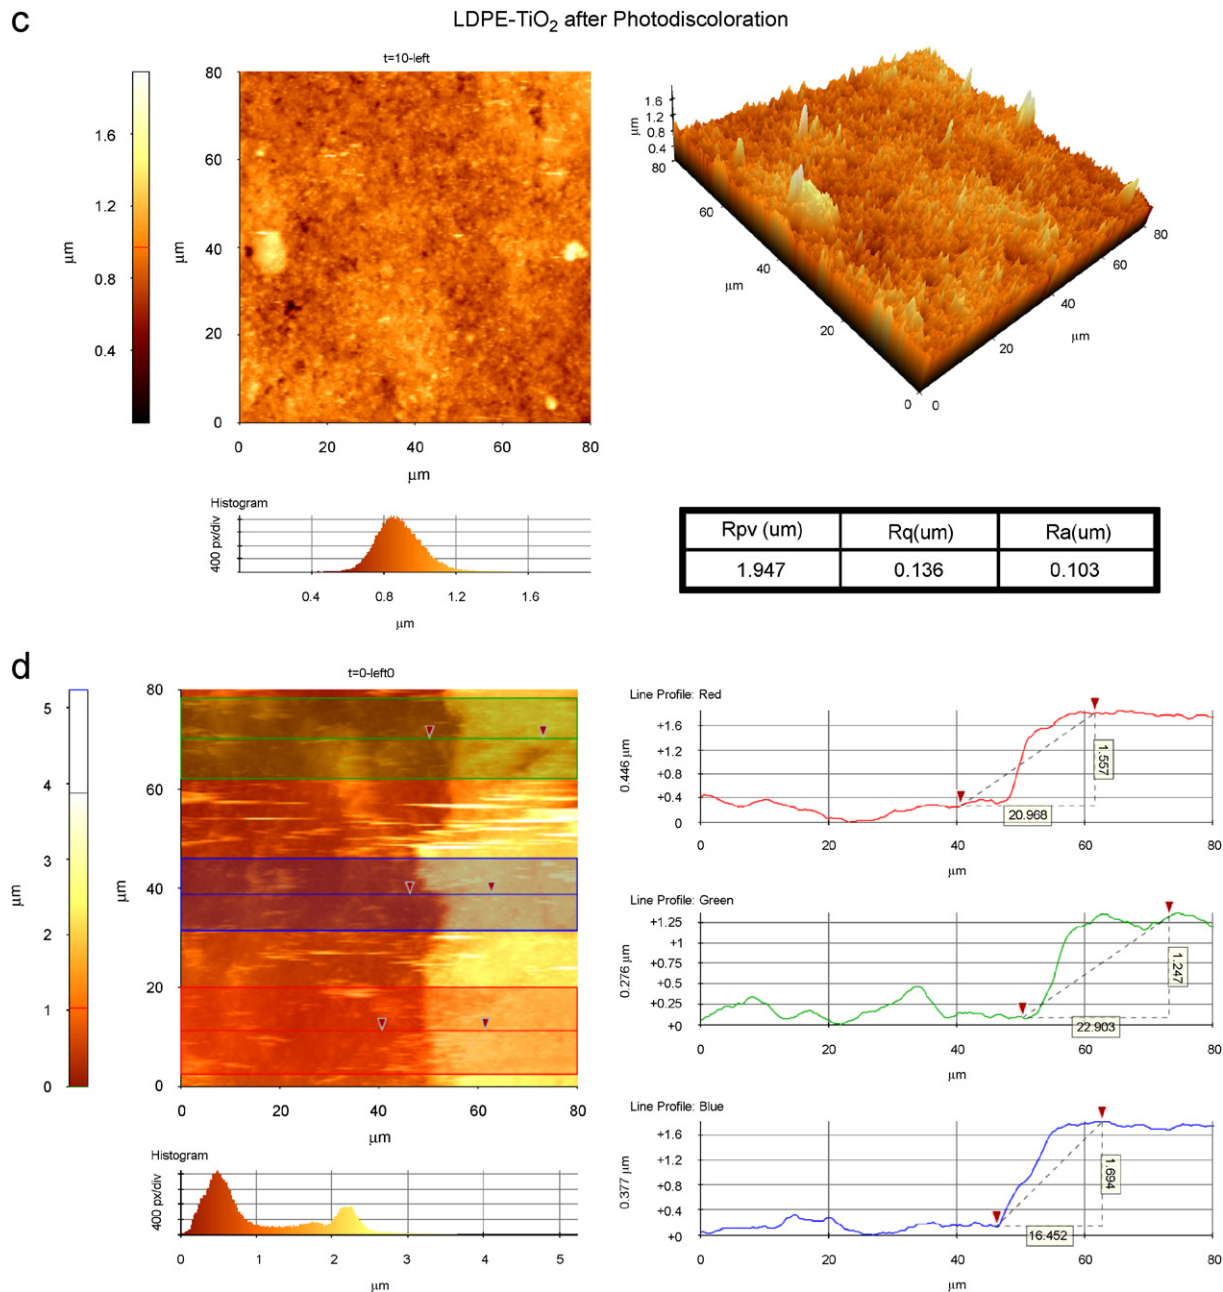 c
LDPE-TiO2 after Photodiscoloration
t=10-left
80
60
40
20
0
0 20 40 60 80
μm
μm
1.6
1.2
0.8
0.4
μm
1.6
1.2
0.8
0.4
μm
80
60
40
20
0
μm
0
20
40
60
80
μm
Histogram
400 px/div
0.4 0.8 1.2 1.6
μm
Rpv (um) Rq(um) Ra(um)
1.947 0.136 0.103
d
t=0-left0
5
4
3
2
1
0
μm
80
60
40
20
0
μm
0 20 40 60 80
μm
Histogram
400 px/div
0 1 2 3 4 5
μm
Line Profile: Red
0.446 μm
+1.6
+1.2
+0.8
+0.4
0
1.557
20.968
0 20 40 60 80
μm
Line Profile: Green
0.276 μm
+1.25
+1
+0.75
+0.5
+0.25
+0
1.247
22.903
0 20 40 60 80
μm
Line Profile: Blue
0.377 μm
+1.6
+1.2
+0.8
+0.4
+0
1.694
16.452
0 20 40 60 80
μm